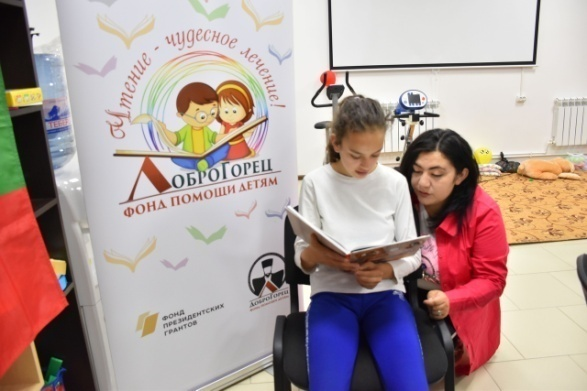 Чтение - чудесное лечение!
ДоброГорец
ФОНД ПОМОЩИ ДЕТЯМ
ДоброГорец
ФОНД
ПРЕЗИДЕНТСКИХ
ГРАНТОВ